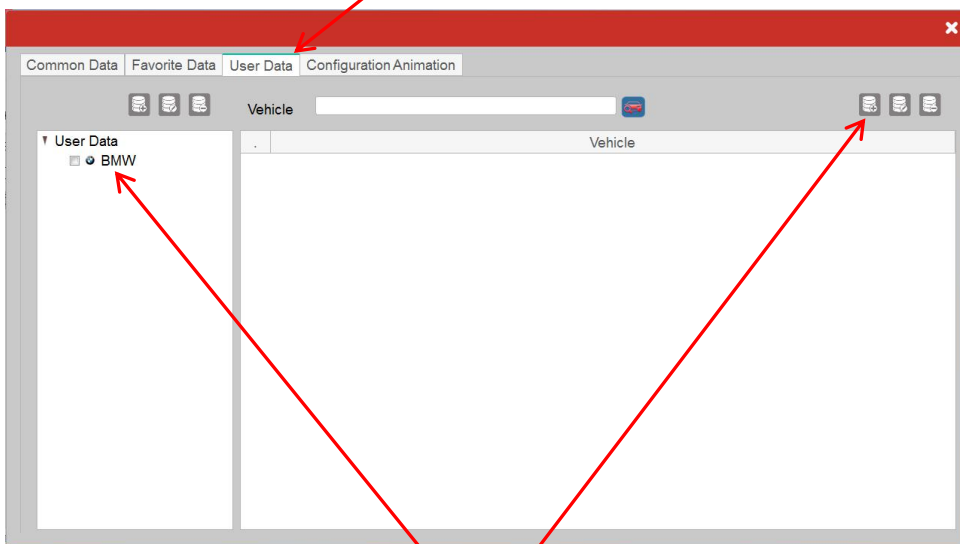 Common Data Favorite Data User Data Configuration Animation
Vehicle
User Data
. Vehicle
BMW